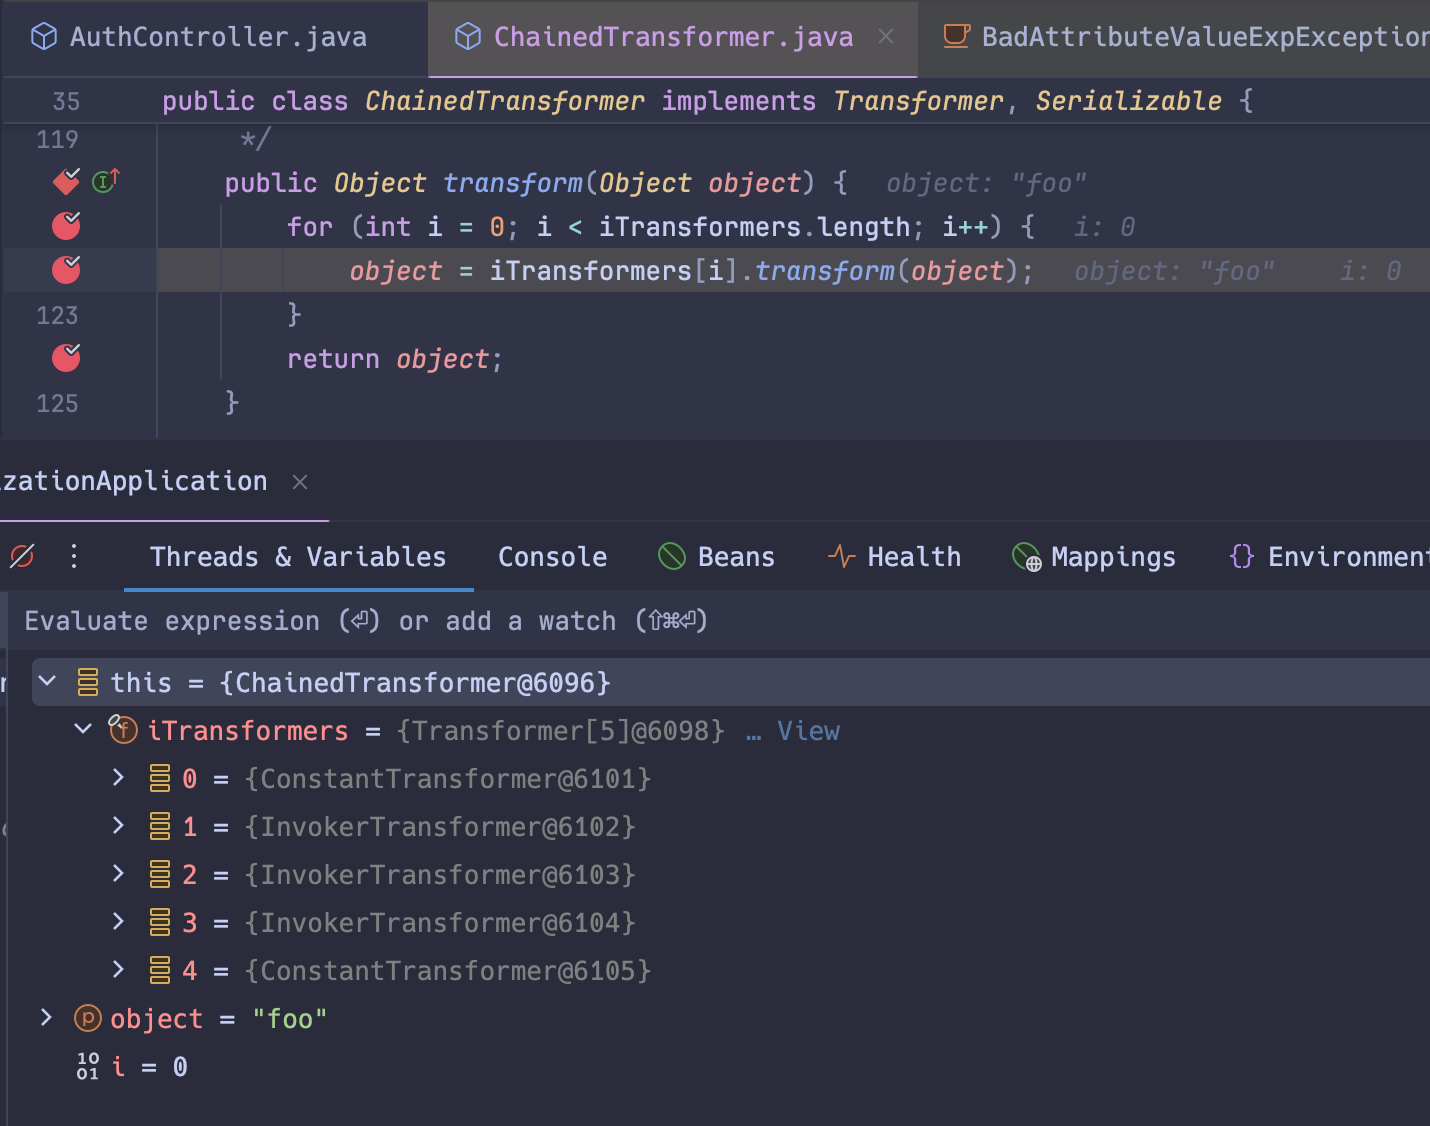 AuthController.java ChainedTransformer.java BadAttributeValueExpException
35 public class ChainedTransformer implements Transformer, Serializable {
119 */
public Object transform(Object object) { object: "foo"
for (int i = 0; i < iTransformers.length; i++) { i: 0
object = iTransformers[i].transform(object); object: "foo" i: 0
123 }
return object;
125 }
izationApplication
Threads & Variables Console Beans Health Mappings Environment
Evaluate expression (⏎) or add a watch (⇧⌘⏎)
this = {ChainedTransformer@6096}
iTransformers = {Transformer[5]@6098} … View
0 = {ConstantTransformer@6101}
1 = {InvokerTransformer@6102}
2 = {InvokerTransformer@6103}
3 = {InvokerTransformer@6104}
4 = {ConstantTransformer@6105}
object = "foo"
i = 0